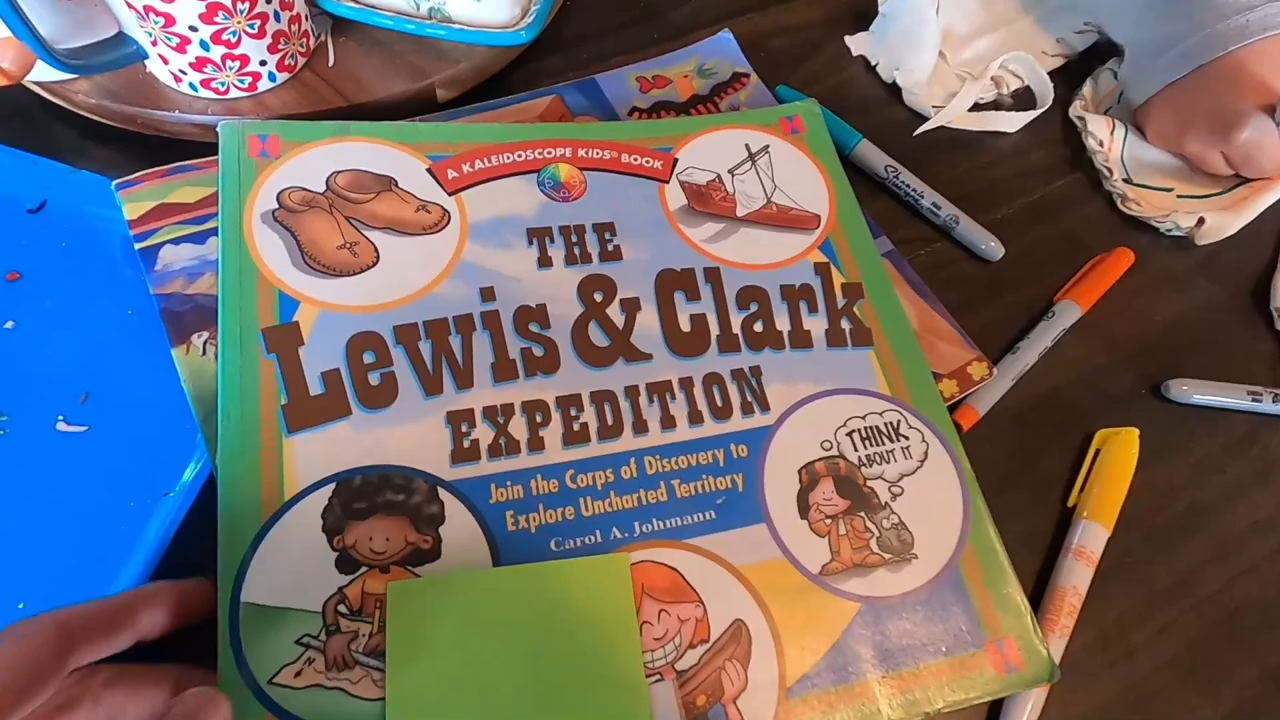 A KALEIDOSCOPE KIDS® BOOK
THE
Lewis & Clark
EXPEDITION
Join the Corps of Discovery to
Explore Uncharted Territory
Carol A. Johmann
THINK
ABOUT IT
N
Sharpie